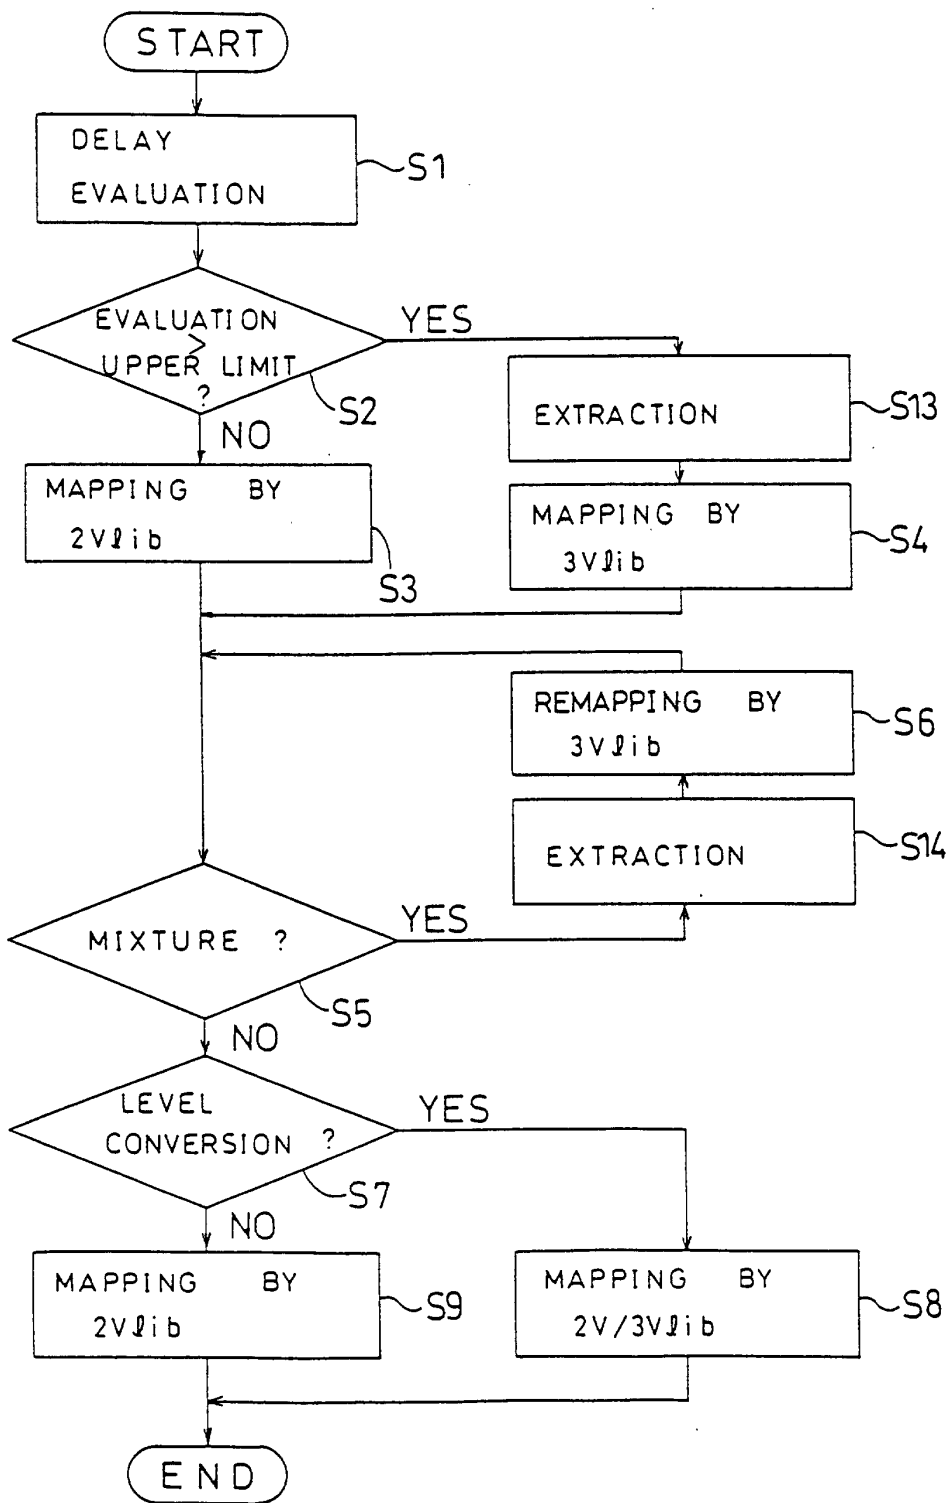 START
DELAY
EVALUATION
S1
EVALUATION
>
UPPER LIMIT
?
S2
YES
NO
EXTRACTION
S13
MAPPING BY
2Vlib
S3
MAPPING BY
3Vlib
S4
REMAPPING BY
3Vlib
S6
EXTRACTION
S14
MIXTURE ?
YES
S5
NO
LEVEL
CONVERSION ?
YES
S7
NO
MAPPING BY
2Vlib
S9
MAPPING BY
2V/3Vlib
S8
END